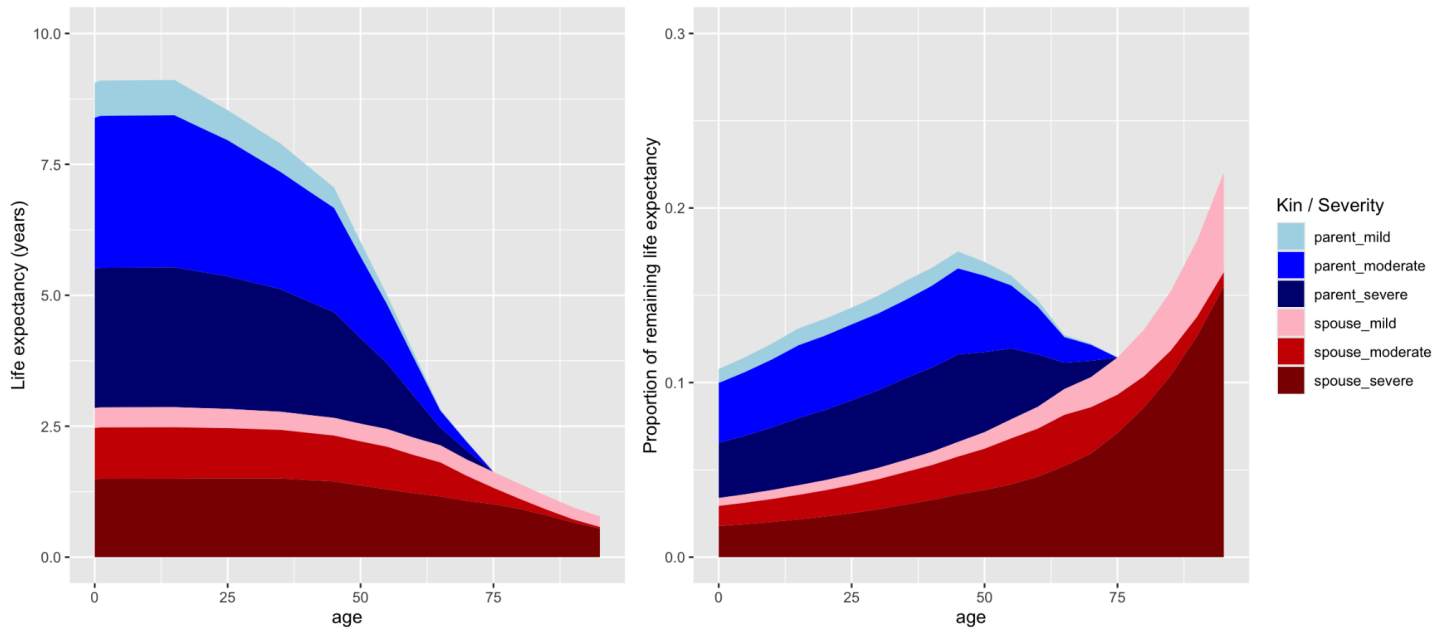 10.0
7.5
5.0
2.5
0.0
Life expectancy (years)
0
25
50
75
age
0.3
0.2
0.1
0.0
Proportion of remaining life expectancy
0
25
50
75
age
Kin / Severity
parent_mild
parent_moderate
parent_severe
spouse_mild
spouse_moderate
spouse_severe